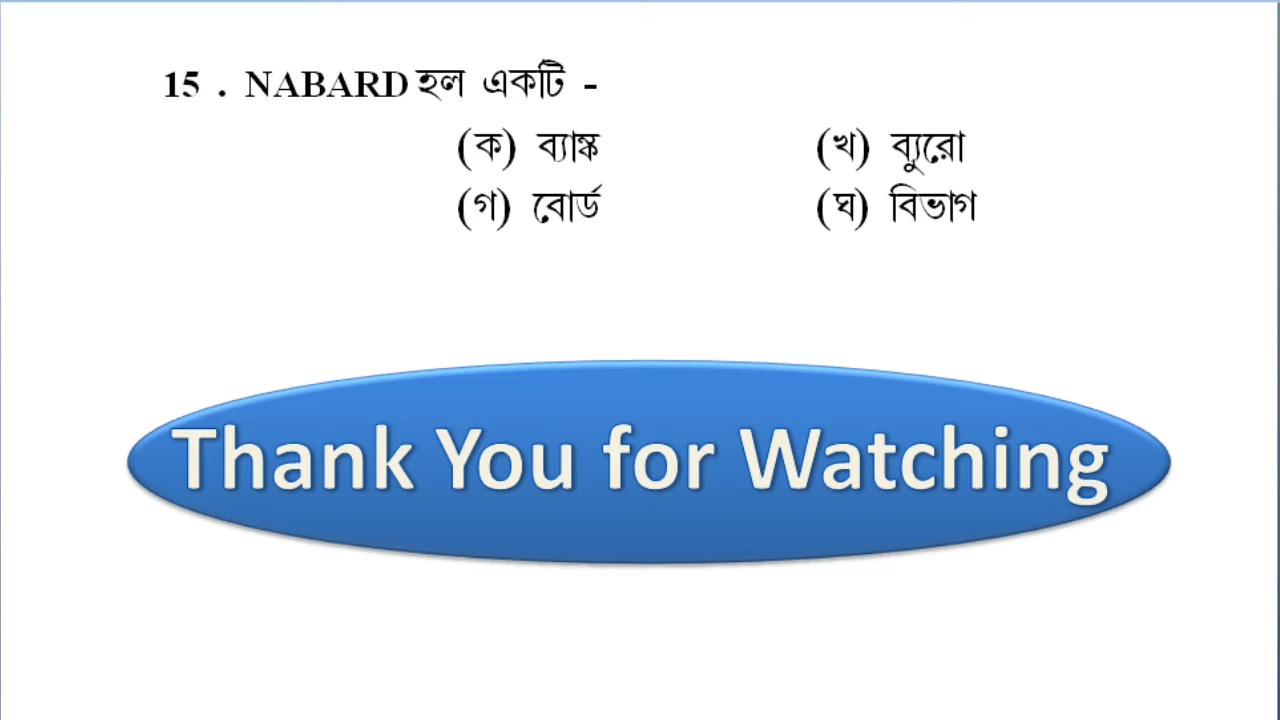 15 . NABARD হল একটি -
(ক) ব্যাঙ্ক (খ) ব্যুরো
(গ) বোর্ড (ঘ) বিভাগ
Thank You for Watching